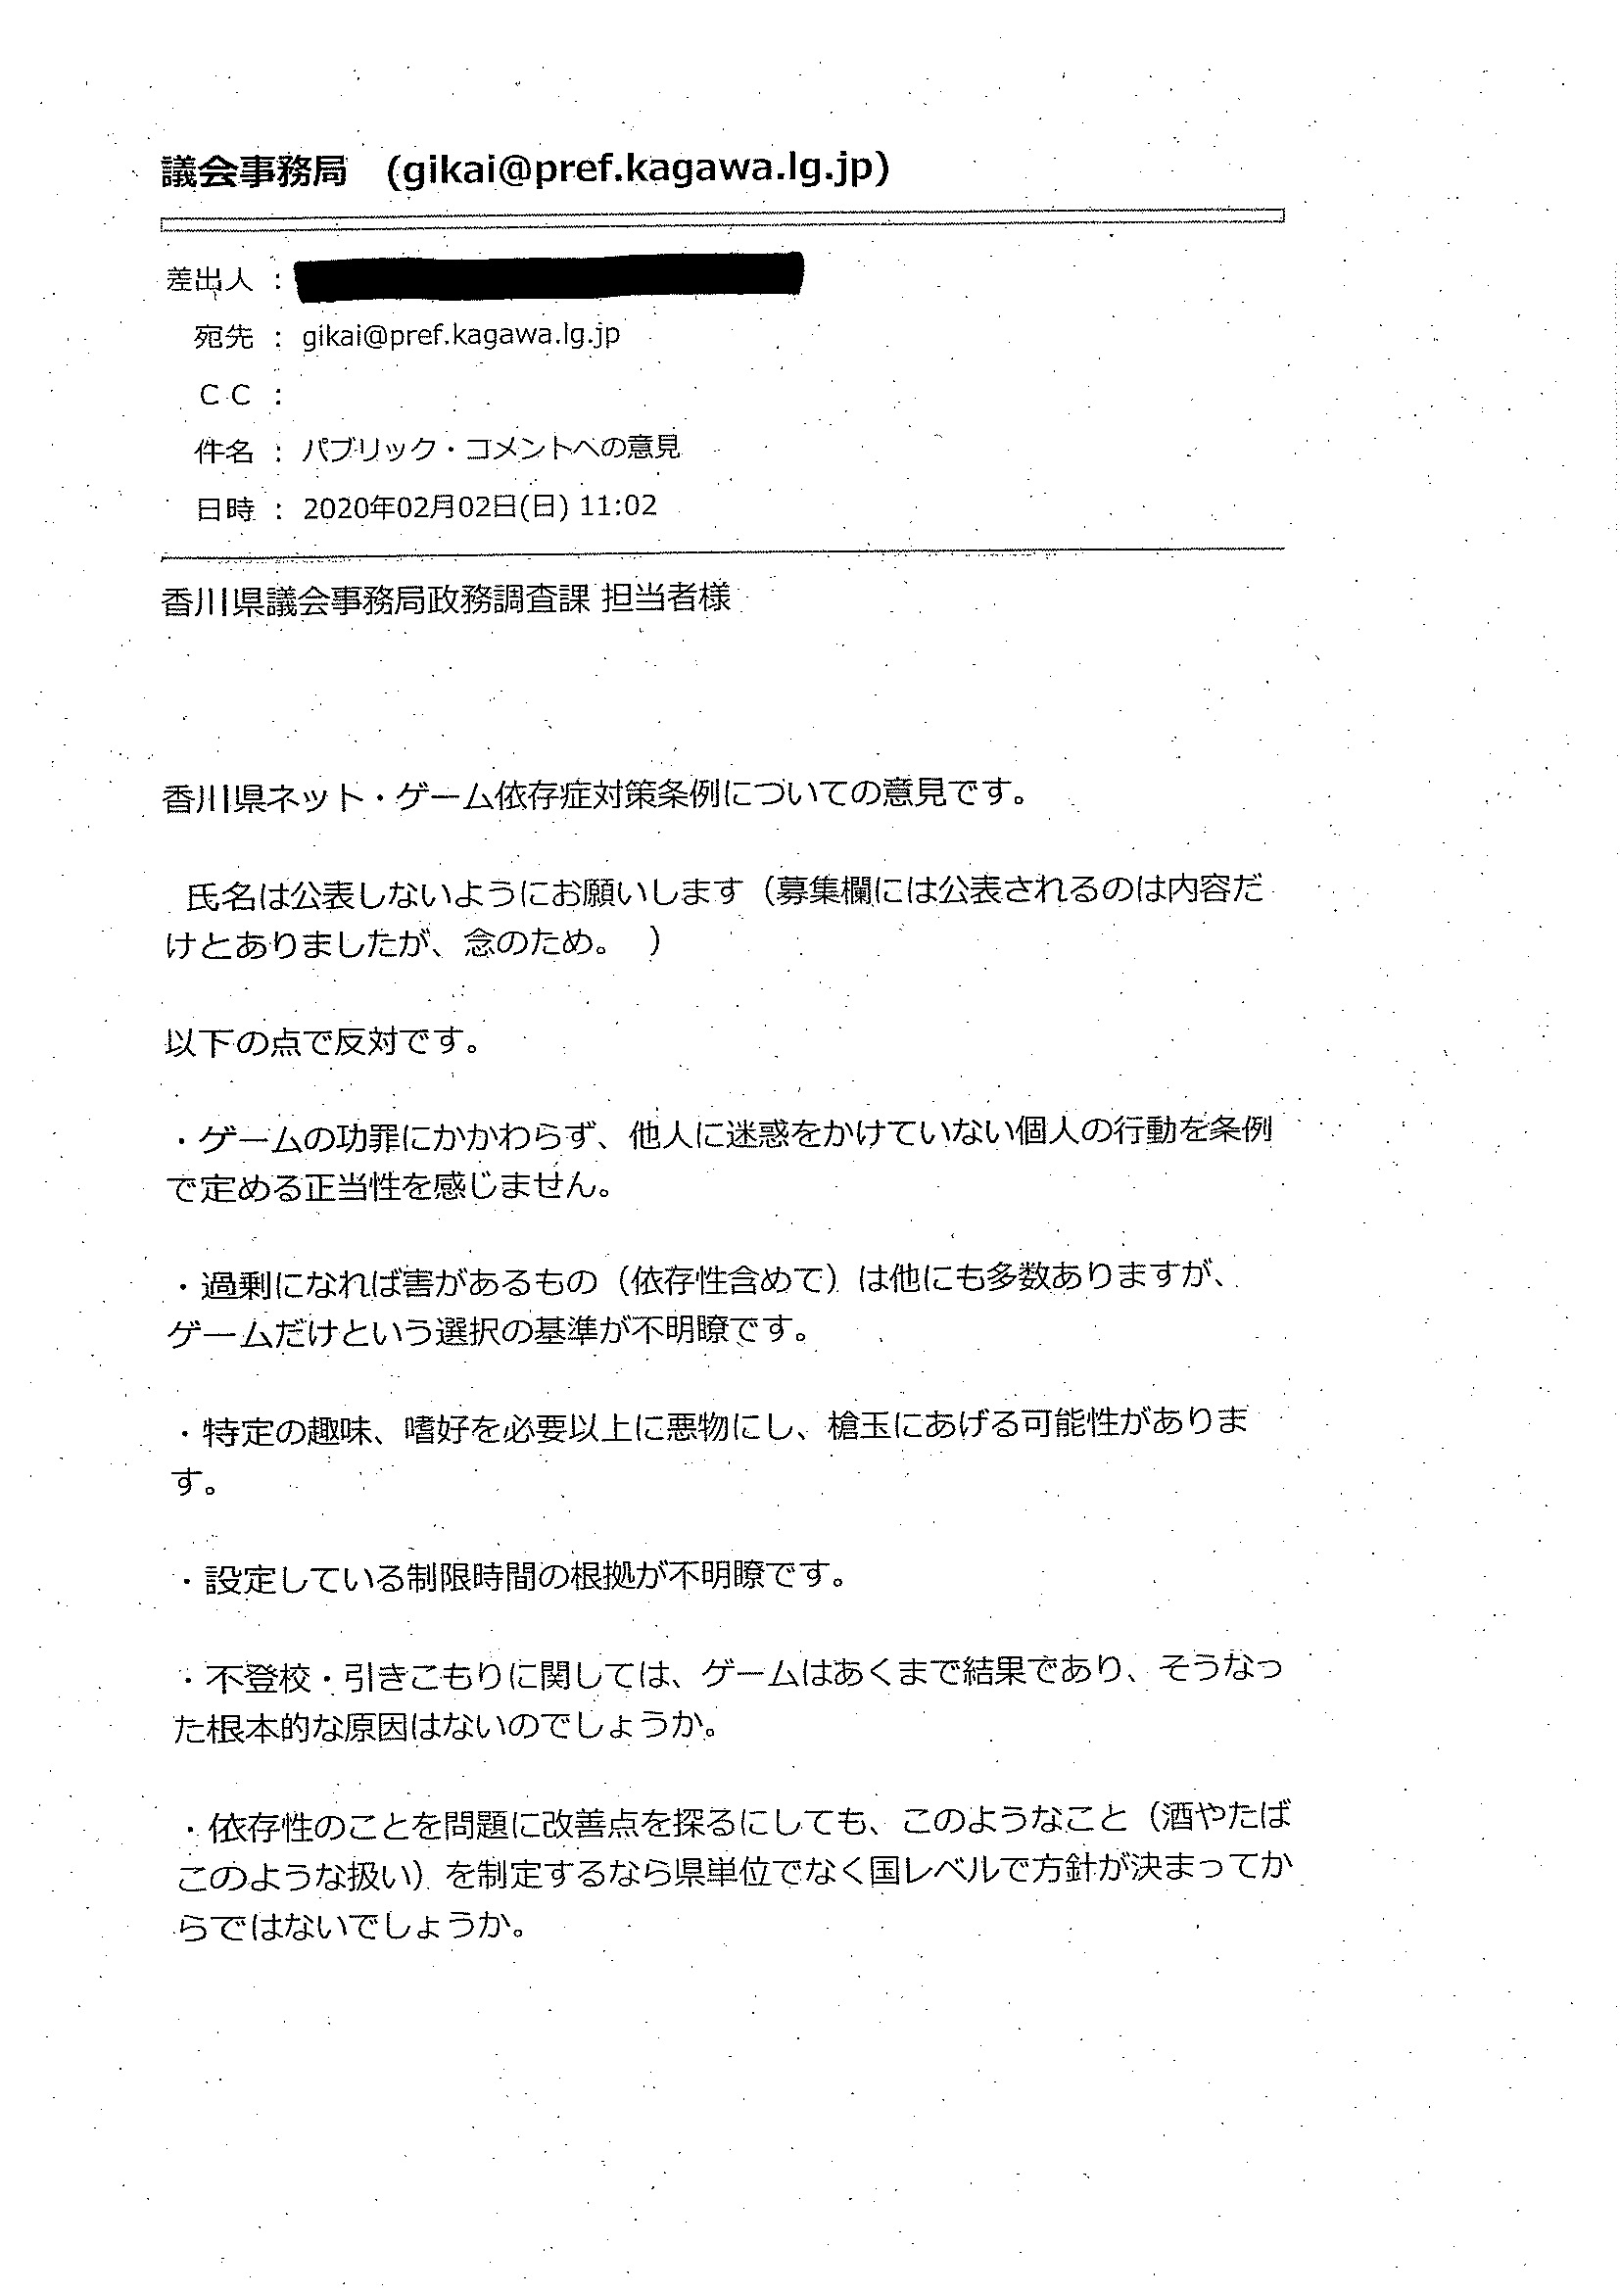 議会事務局　(gikai@pref.kagawa.lg.jp)
差出人 :
宛先 : gikai@pref.kagawa.lg.jp
ＣＣ :
件名 : パブリック・コメントへの意見
日時 : 2020年02月02日(日) 11:02
香川県議会事務局政務調査課 担当者様
香川県ネット・ゲーム依存症対策条例についての意見です。
氏名は公表しないようにお願いします（募集欄には公表されるのは内容だ
けとありましたが、念のため。　）
以下の点で反対です。
・ゲームの功罪にかかわらず、他人に迷惑をかけていない個人の行動を条例
で定める正当性を感じません。
・過剰になれば害があるもの（依存性含めて）は他にも多数ありますが、
ゲームだけという選択の基準が不明瞭です。
・特定の趣味、嗜好を必要以上に悪物にし、槍玉にあげる可能性がありま
す。
・設定している制限時間の根拠が不明瞭です。
・不登校・引きこもりに関しては、ゲームはあくまで結果であり、そうなっ
た根本的な原因はないのでしょうか。
・依存性のことを問題に改善点を探るにしても、このようなこと（酒やたば
このような扱い）を制定するなら県単位でなく国レベルで方針が決まってか
らではないでしょうか。